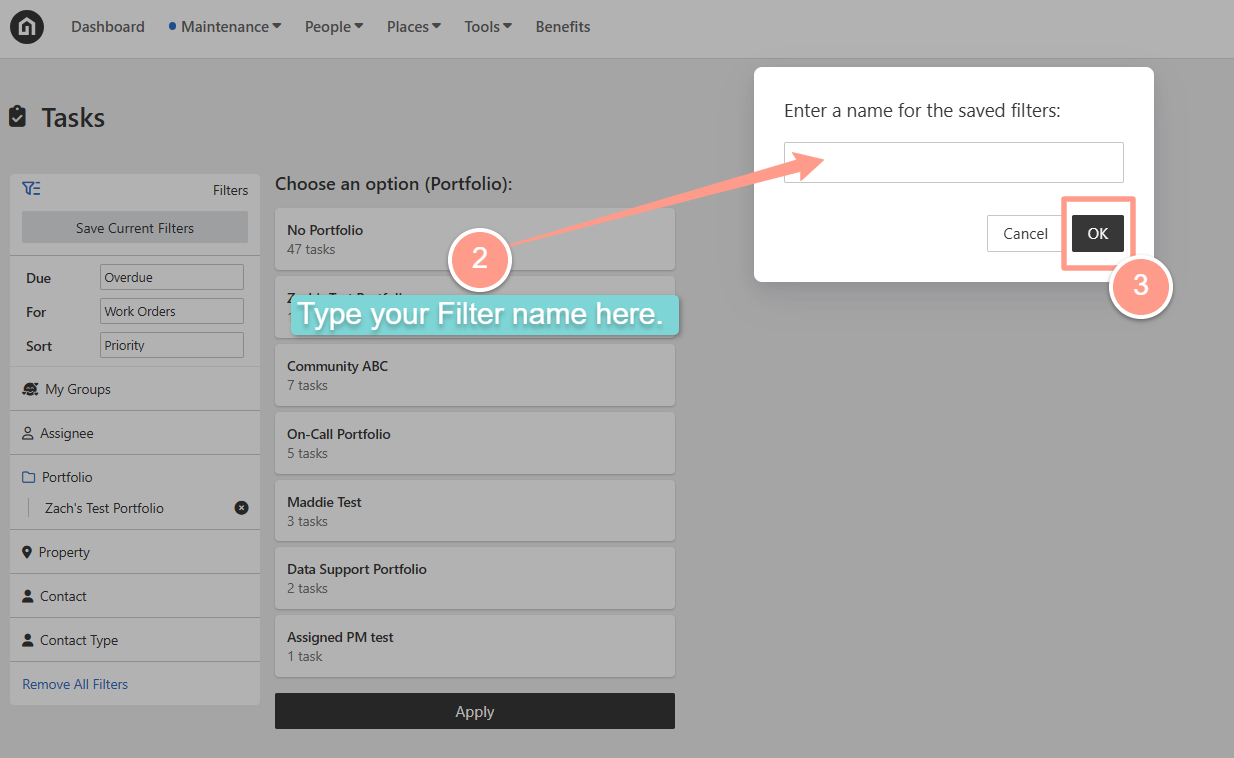 Dashboard Maintenance People Places Tools Benefits
Tasks
Filters
Save Current Filters
Due Overdue
For Work Orders
Sort Priority
My Groups
Assignee
Portfolio
Zach's Test Portfolio
Property
Contact
Contact Type
Remove All Filters
Choose an option (Portfolio):
No Portfolio
47 tasks
2
Type your Filter name here.
Community ABC
7 tasks
On-Call Portfolio
5 tasks
Maddie Test
3 tasks
Data Support Portfolio
2 tasks
Assigned PM test
1 task
Apply
Enter a name for the saved filters:
Cancel OK
3